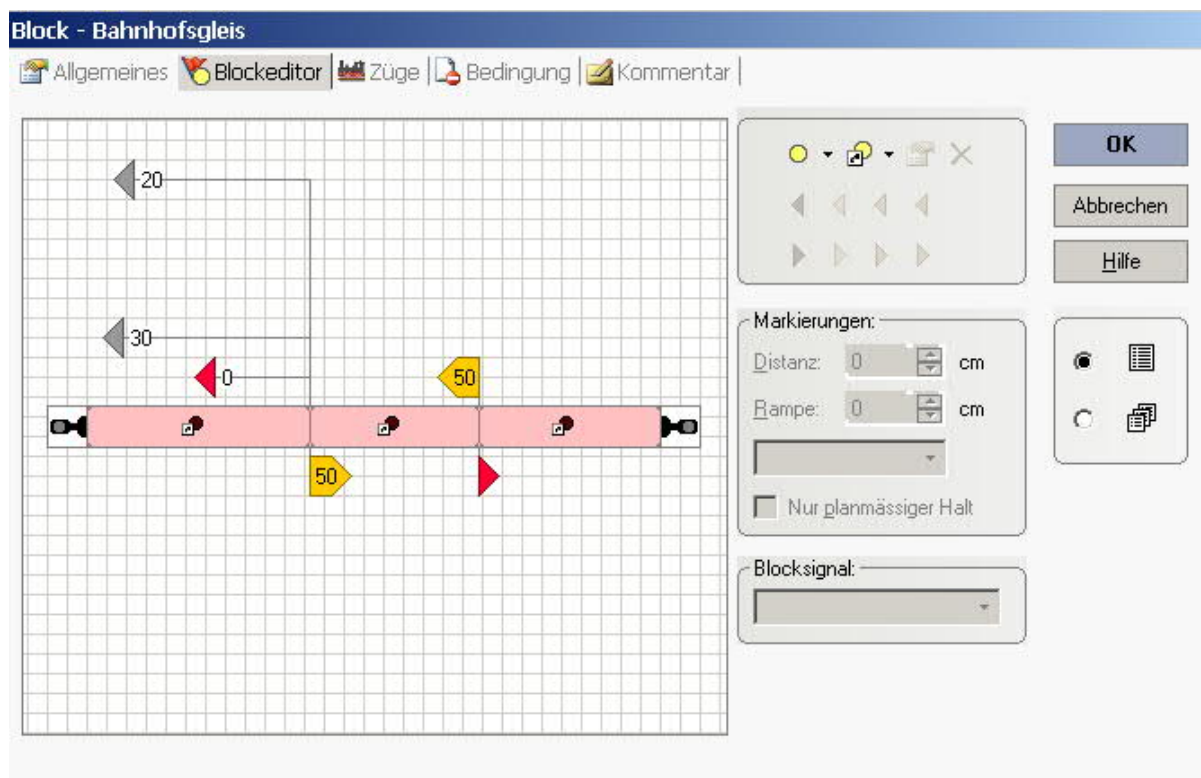 Block - Bahnhofsgleis
Allgemeines Blockeditor Züge Bedingung Kommentar
20
30
0
50
50
Markierungen:
Distanz: 0 cm
Rampe: 0 cm
Nur planmässiger Halt
Blocksignal:
OK
Abbrechen
Hilfe